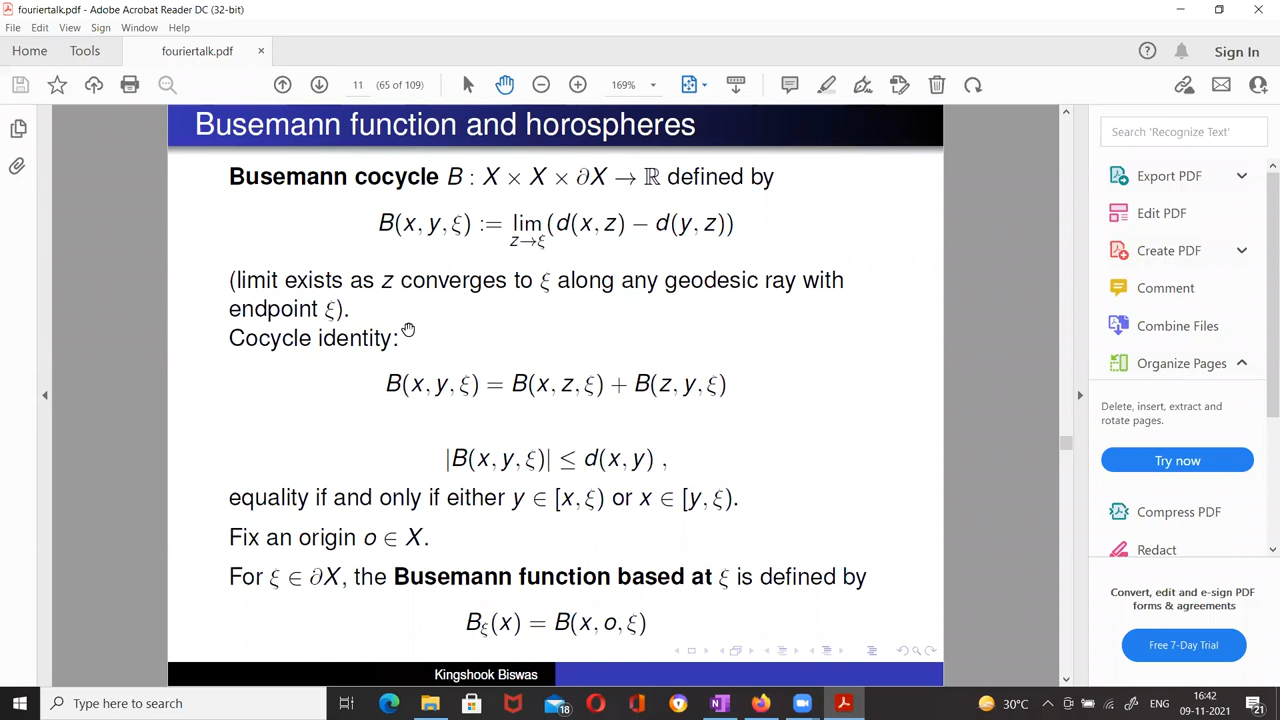 fouriertalk.pdf - Adobe Acrobat Reader DC (32-bit)
File Edit View Sign Window Help
Home Tools fouriertalk.pdf × Sign In
11 (65 of 109) 169%
Busemann function and horospheres
Busemann cocycle B : X × X × ∂X → ℝ defined by
B(x, y, ξ) := lim (d(x, z) − d(y, z))
z→ξ
(limit exists as z converges to ξ along any geodesic ray with
endpoint ξ).
Cocycle identity:
B(x, y, ξ) = B(x, z, ξ) + B(z, y, ξ)
|B(x, y, ξ)| ≤ d(x, y) ,
equality if and only if either y ∈ [x, ξ) or x ∈ [y, ξ).
Fix an origin o ∈ X.
For ξ ∈ ∂X, the Busemann function based at ξ is defined by
Bξ(x) = B(x, o, ξ)
Kingshook Biswas
Search 'Recognize Text'
Export PDF
Edit PDF
Create PDF
Comment
Combine Files
Organize Pages
Delete, insert, extract and
rotate pages.
Try now
Compress PDF
Redact
Convert, edit and e-sign PDF
forms & agreements
Free 7-Day Trial
Type here to search
18
30°C
ENG
16:42
09-11-2021
21